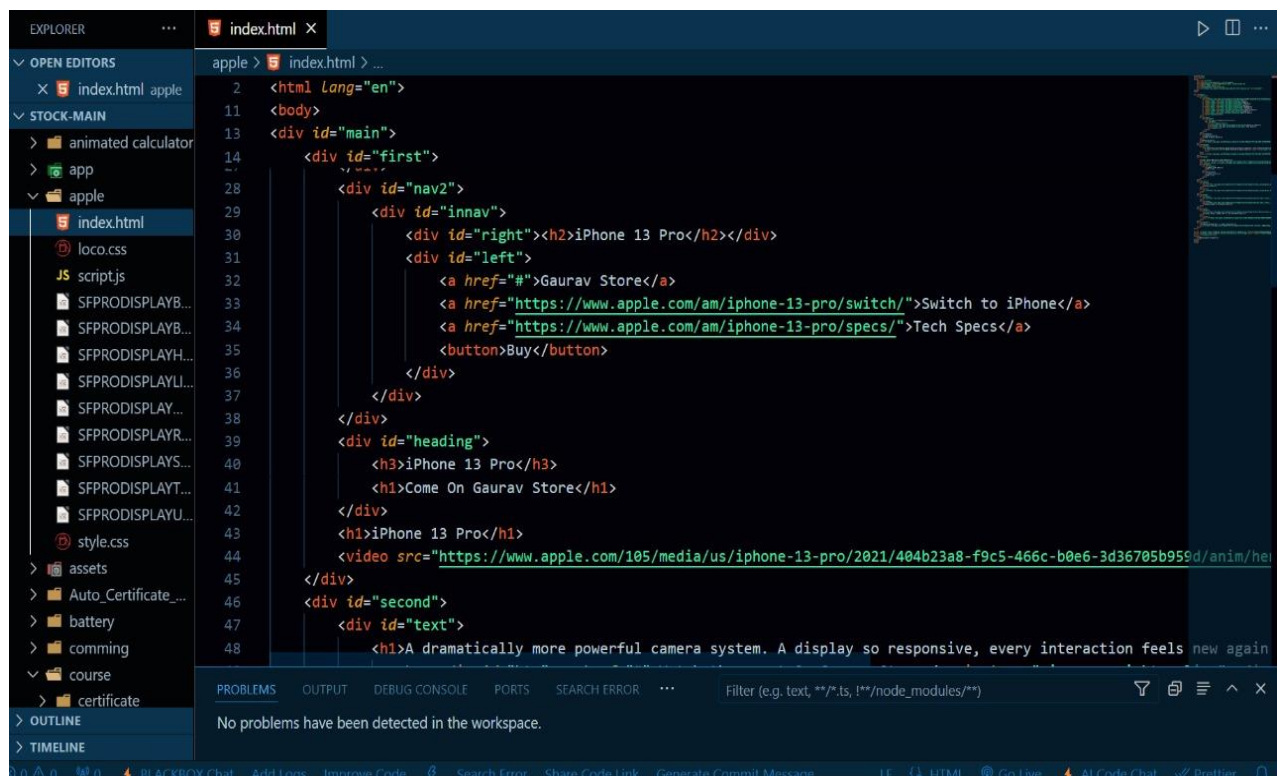 EXPLORER ...
index.html
OPEN EDITORS
index.html apple
STOCK-MAIN
animated calculator
app
apple
index.html
loco.css
JS script.js
SFPRODISPLAYB...
SFPRODISPLAYB...
SFPRODISPLAYH...
SFPRODISPLAYLI...
SFPRODISPLAY...
SFPRODISPLAYR...
SFPRODISPLAYS...
SFPRODISPLAYT...
SFPRODISPLAYU...
style.css
assets
Auto_Certificate_...
battery
comming
course
certificate
OUTLINE
TIMELINE
apple > index.html > ...
2 <html lang="en">
11 <body>
13 <div id="main">
14 <div id="first">
28 <div id="nav2">
29 <div id="innav">
30 <div id="right"><h2>iPhone 13 Pro</h2></div>
31 <div id="left">
32 <a href="#">Gaurav Store</a>
33 <a href="https://www.apple.com/am/iphone-13-pro/switch/">Switch to iPhone</a>
34 <a href="https://www.apple.com/am/iphone-13-pro/specs/">Tech Specs</a>
35 <button>Buy</button>
36 </div>
37 </div>
38 </div>
39 <div id="heading">
40 <h3>iPhone 13 Pro</h3>
41 <h1>Come On Gaurav Store</h1>
42 </div>
43 <h1>iPhone 13 Pro</h1>
44 <video src="https://www.apple.com/105/media/us/iphone-13-pro/2021/404b23a8-f9c5-466c-b0e6-3d36705b959d/anim/he
45 </div>
46 <div id="second">
47 <div id="text">
48 <h1>A dramatically more powerful camera system. A display so responsive, every interaction feels new again
PROBLEMS OUTPUT DEBUG CONSOLE PORTS SEARCH ERROR ... Filter (e.g. text, **/*.ts, !**/node_modules/**)
No problems have been detected in the workspace.
0 0 0 BLACKBOX Chat Add Logs Improve Code Search Error Share Code Link Generate Commit Message LF HTML Go Live AI Code Chat Prettier